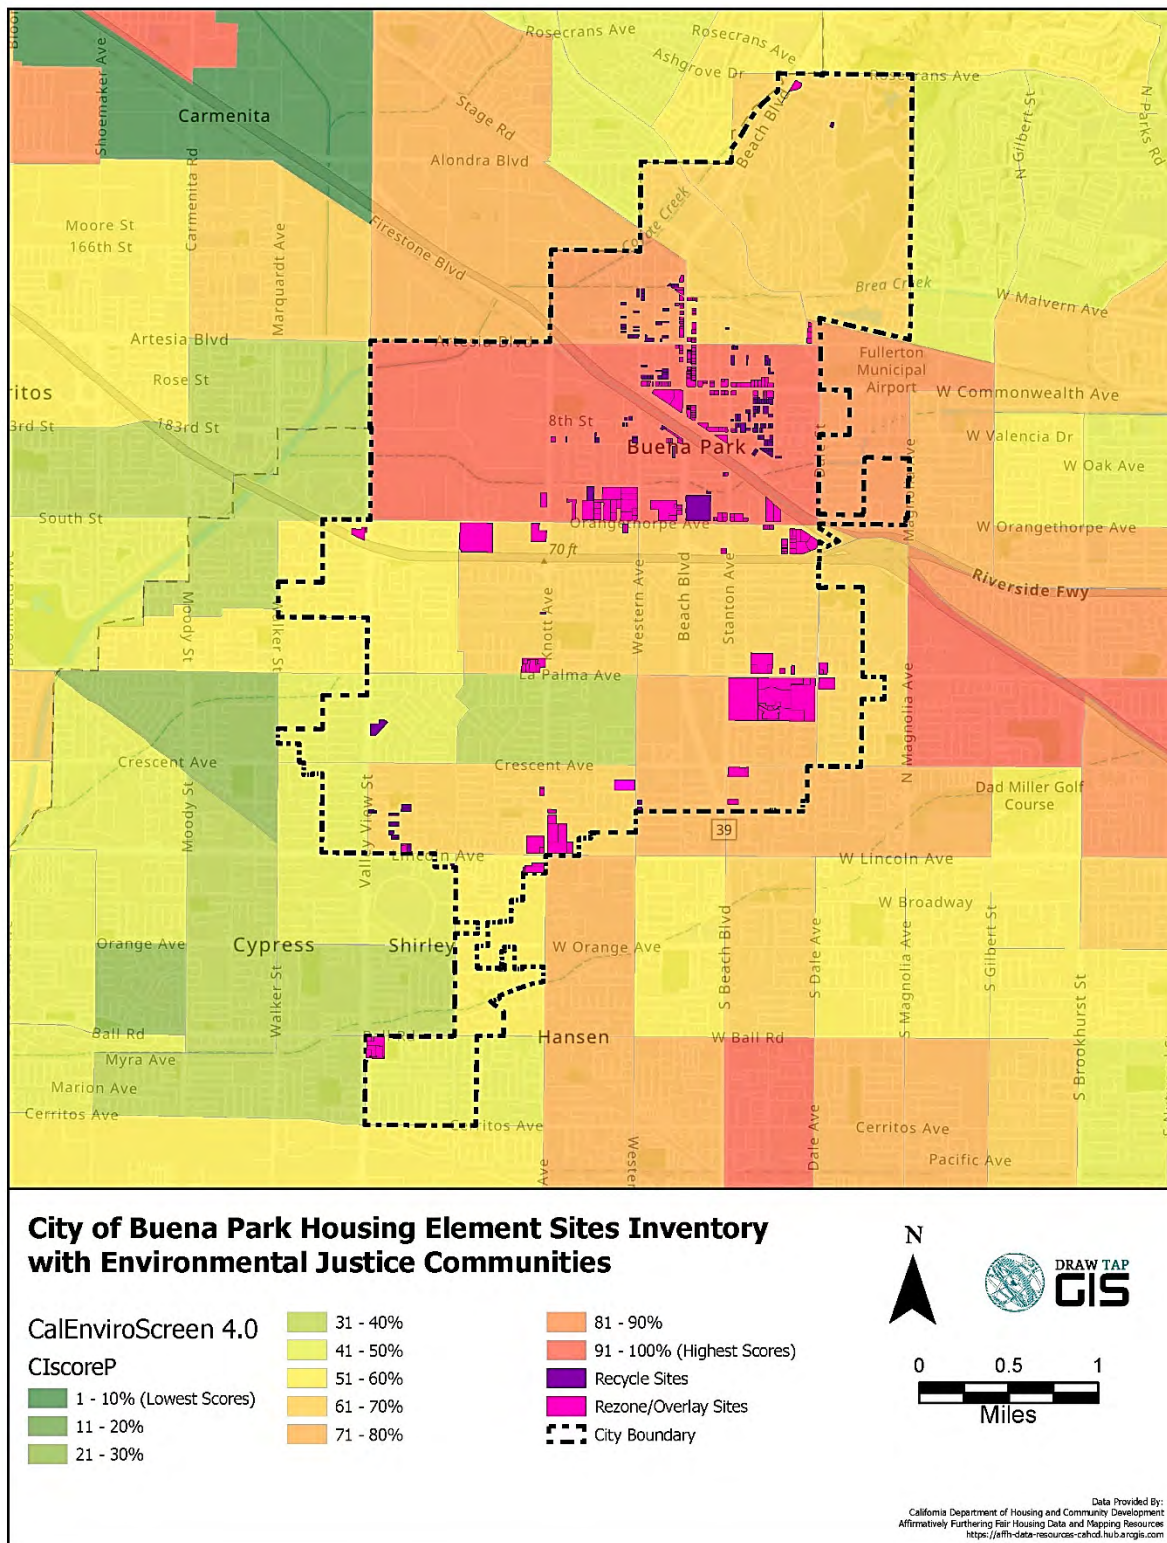 Rosecrans Ave
Rosecrans Ave
Ashgrove Dr
Rosecrans Ave
Shoemaker Ave
Carmenita
Stage Rd
Beach Blvd
N Gilbert St
N Parks Rd
Alondra Blvd
Carmenita Rd
Moore St
166th St
Marquardt Ave
Firestone Blvd
Coyote Creek
Brea Creek
W Malvern Ave
Artesia Blvd
Artesia Blvd
Fullerton
Municipal
Airport
Rose St
ritos
W Commonwealth Ave
3rd St
183rd St
8th St
Buena Park
W Valencia Dr
W Oak Ave
Magnolia Ave
South St
Orangethorpe Ave
W Orangethorpe Ave
70 ft
Riverside Fwy
Moody St
Walker St
Knott Ave
Western Ave
Beach Blvd
Stanton Ave
La Palma Ave
N Magnolia Ave
Crescent Ave
Crescent Ave
Moody St
Valley View St
Dad Miller Golf
Course
39
Lincoln Ave
W Lincoln Ave
W Broadway
Orange Ave
Cypress
Shirley
W Orange Ave
Walker St
S Beach Blvd
S Dale Ave
S Magnolia Ave
S Gilbert St
S Brookhurst St
Ball Rd
Ball Rd
Hansen
W Ball Rd
Myra Ave
Marion Ave
Cerritos Ave
Cerritos Ave
Cerritos Ave
Dale Ave
Pacific Ave
Ave
Wester
City of Buena Park Housing Element Sites Inventory
with Environmental Justice Communities
N
DRAW TAP
GIS
CalEnviroScreen 4.0
CIscoreP
1 - 10% (Lowest Scores)
11 - 20%
21 - 30%
31 - 40%
41 - 50%
51 - 60%
61 - 70%
71 - 80%
81 - 90%
91 - 100% (Highest Scores)
Recycle Sites
Rezone/Overlay Sites
City Boundary
0 0.5 1
Miles
Data Provided By:
California Department of Housing and Community Development
Affirmatively Furthering Fair Housing Data and Mapping Resources
https://affh-data-resources-cahcd.hub.arcgis.com